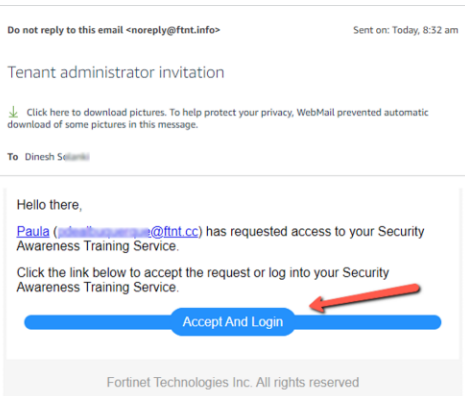 Do not reply to this email <noreply@ftnt.info>
Sent on: Today, 8:32 am
Tenant administrator invitation
Click here to download pictures. To help protect your privacy, WebMail prevented automatic
download of some pictures in this message.
To Dinesh
Hello there,
Paula (@ftnt.cc) has requested access to your Security
Awareness Training Service.
Click the link below to accept the request or log into your Security
Awareness Training Service.
Accept And Login
Fortinet Technologies Inc. All rights reserved